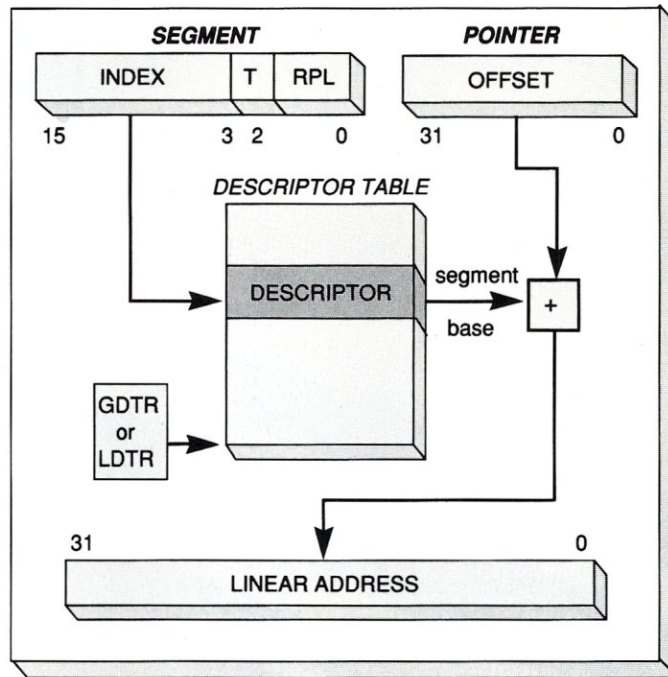 SEGMENT POINTER
INDEX T RPL OFFSET
15 3 2 0 31 0
DESCRIPTOR TABLE
DESCRIPTOR
segment
base
+
GDTR
or
LDTR
31 0
LINEAR ADDRESS